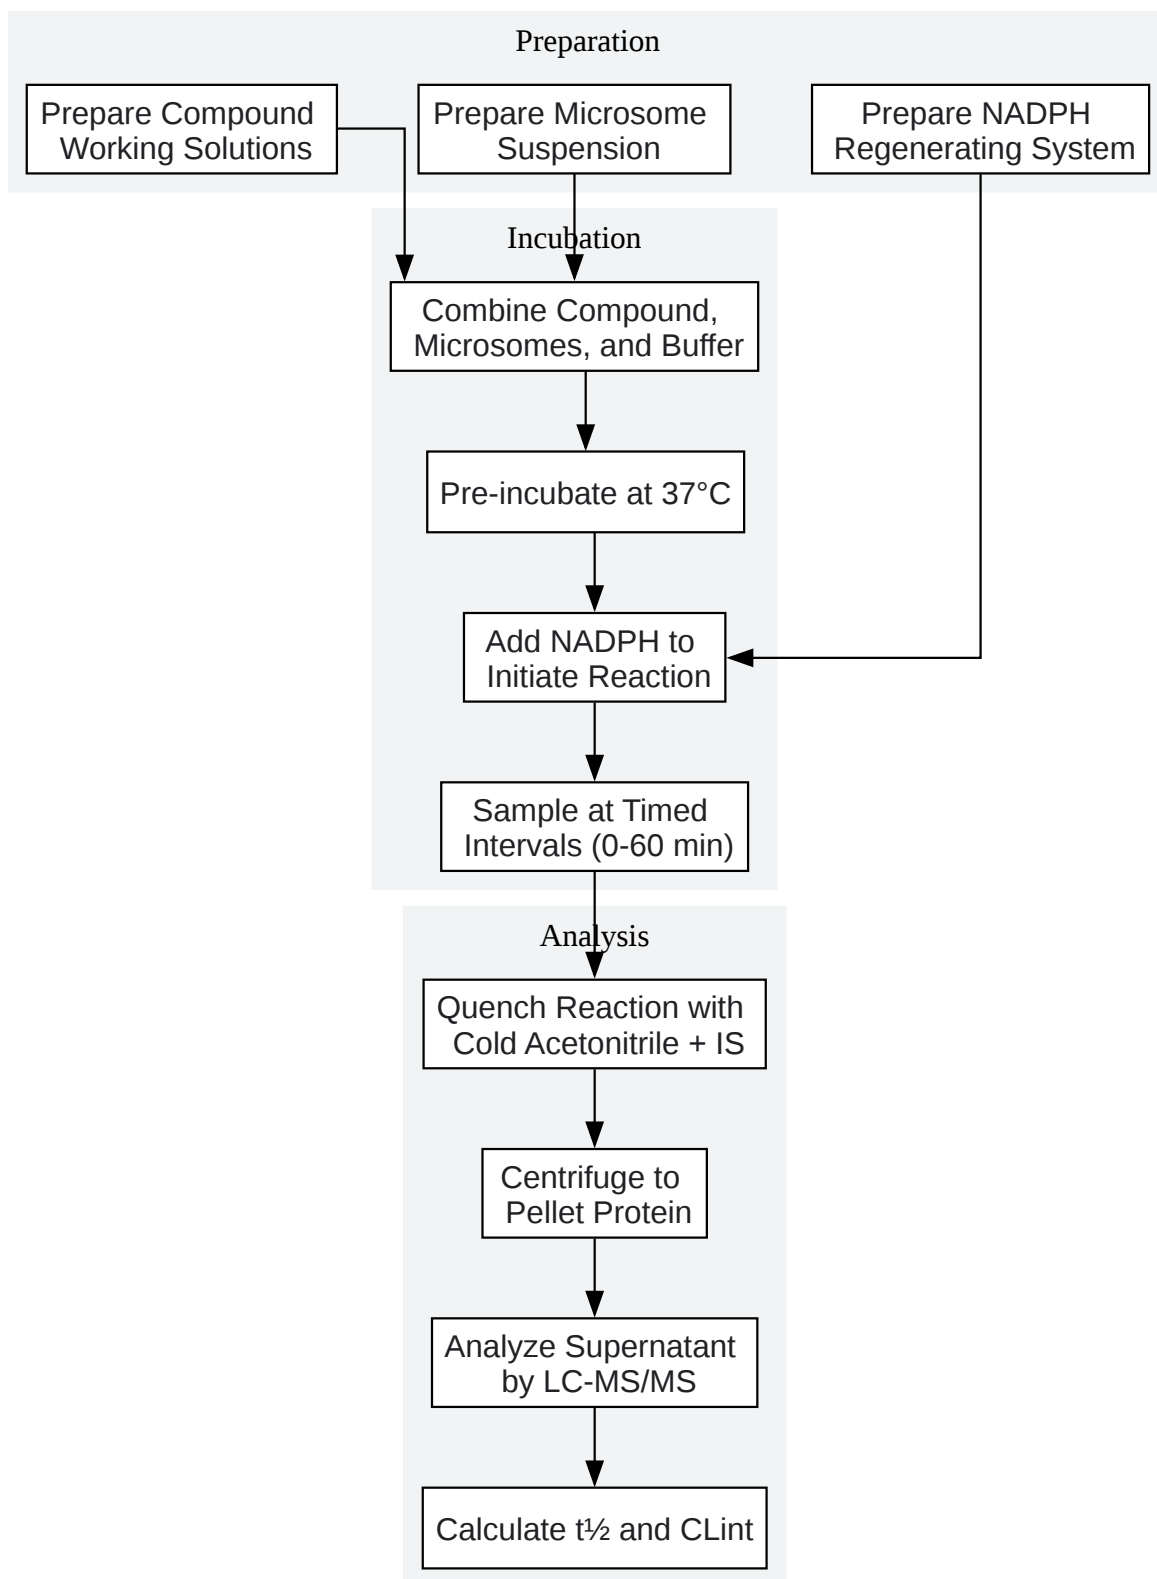 Preparation
Prepare Compound
Working Solutions
Prepare Microsome
Suspension
Prepare NADPH
Regenerating System
Incubation
Combine Compound,
Microsomes, and Buffer
Pre-incubate at 37°C
Add NADPH to
Initiate Reaction
Sample at Timed
Intervals (0-60 min)
Analysis
Quench Reaction with
Cold Acetonitrile + IS
Centrifuge to
Pellet Protein
Analyze Supernatant
by LC-MS/MS
Calculate t½ and CLint